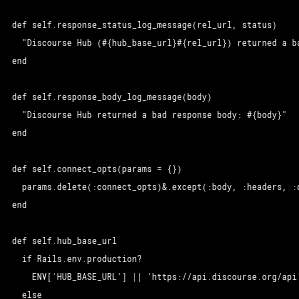 def self.response_status_log_message(rel_url, status)
"Discourse Hub (#{hub_base_url}#{rel_url}) returned a
end
def self.response_body_log_message(body)
"Discourse Hub returned a bad response body: #{body}"
end
def self.connect_opts(params = {})
params.delete(:connect_opts)&.except(:body, :headers,
end
def self.hub_base_url
if Rails.env.production?
ENV['HUB_BASE_URL'] || 'https://api.discourse.org/api
else